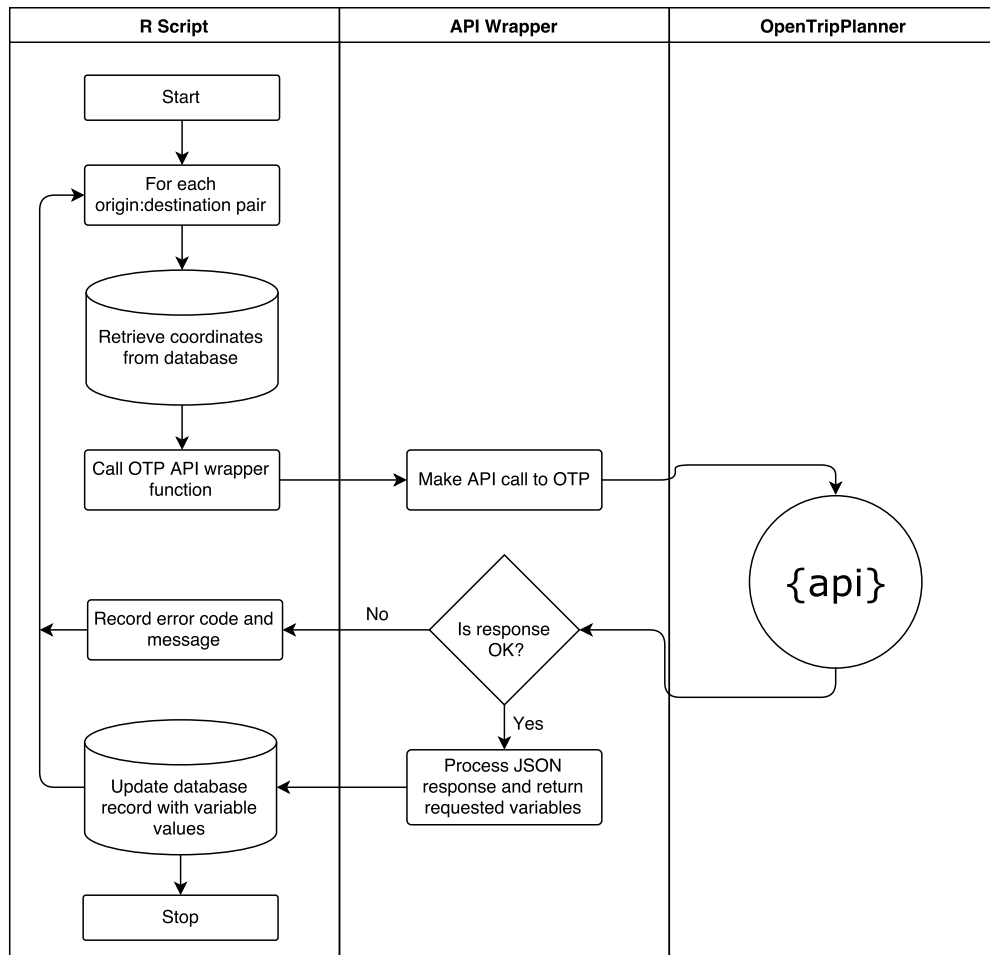 R Script
API Wrapper
OpenTripPlanner
Start
For each
origin:destination pair
Retrieve coordinates
from database
Call OTP API wrapper
function
Make API call to OTP
{api}
Is response
OK?
No
Record error code and
message
Yes
Process JSON
response and return
requested variables
Update database
record with variable
values
Stop